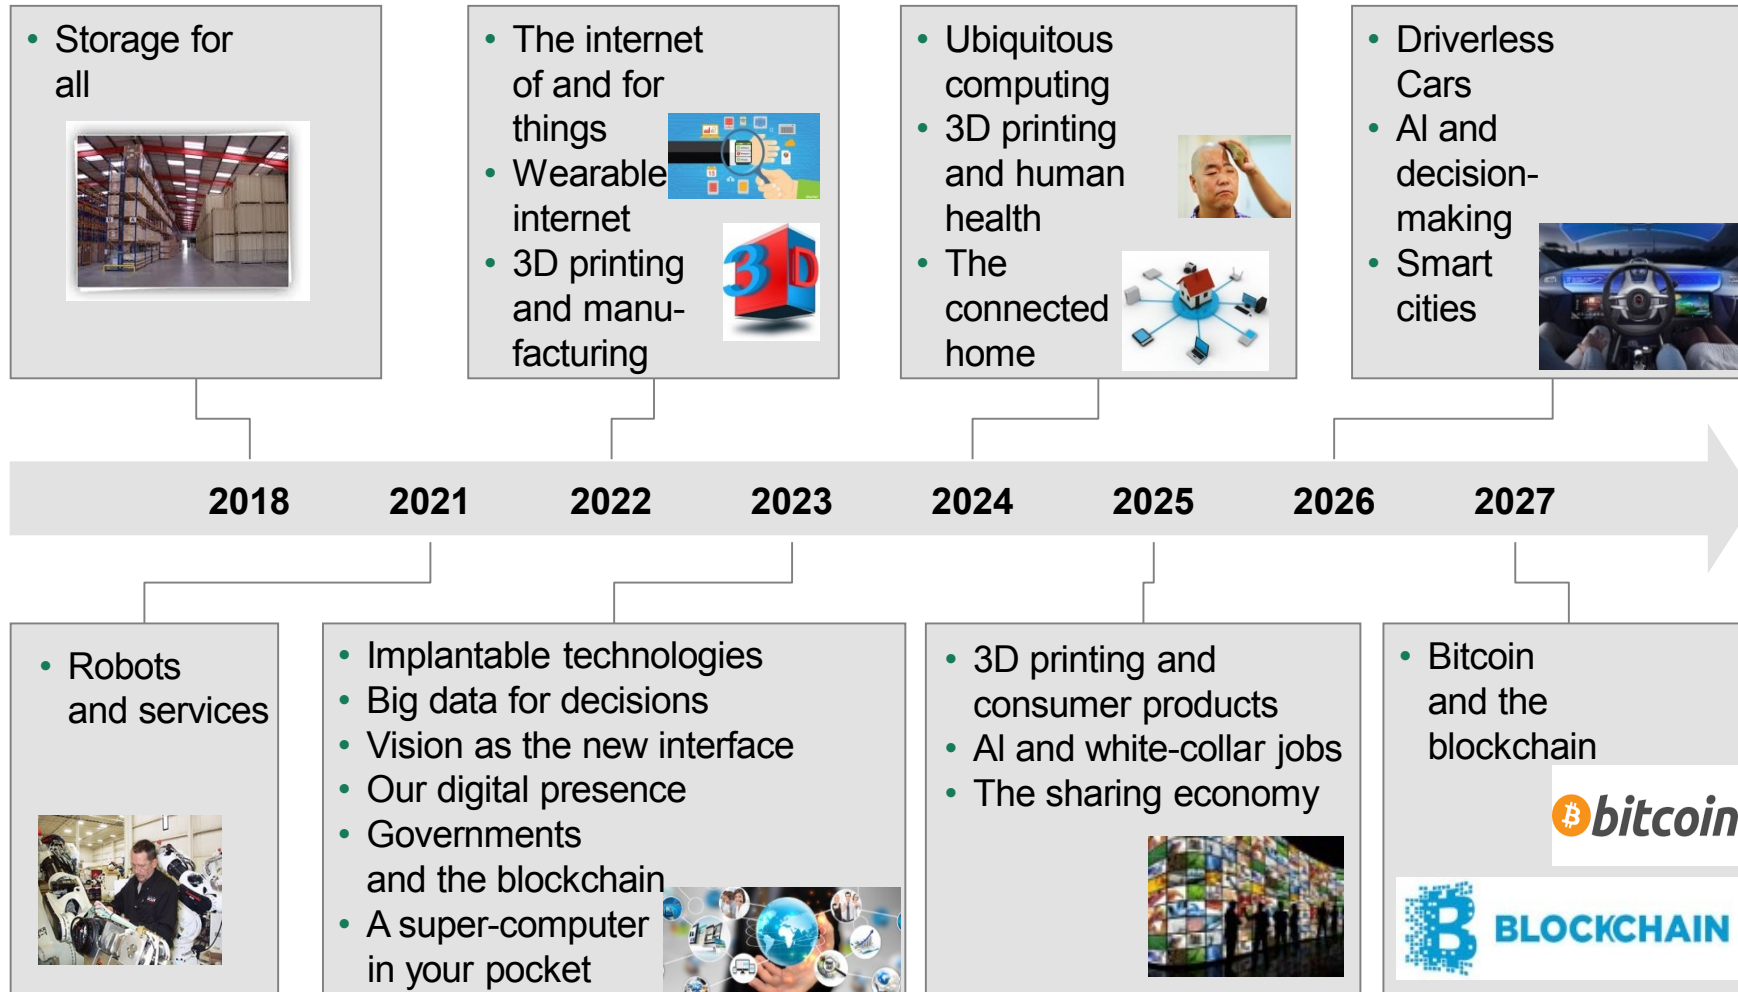 • Storage for
all
• The internet
of and for
things
• Wearable
internet
• 3D printing
and manu-
facturing
3D
• Ubiquitous
computing
• 3D printing
and human
health
• The
connected
home
• Driverless
Cars
• AI and
decision-
making
• Smart
cities
2018 2021 2022 2023 2024 2025 2026 2027
• Robots
and services
• Implantable technologies
• Big data for decisions
• Vision as the new interface
• Our digital presence
• Governments
and the blockchain
• A super-computer
in your pocket
• 3D printing and
consumer products
• AI and white-collar jobs
• The sharing economy
• Bitcoin
and the
blockchain
bitcoin
BLOCKCHAIN